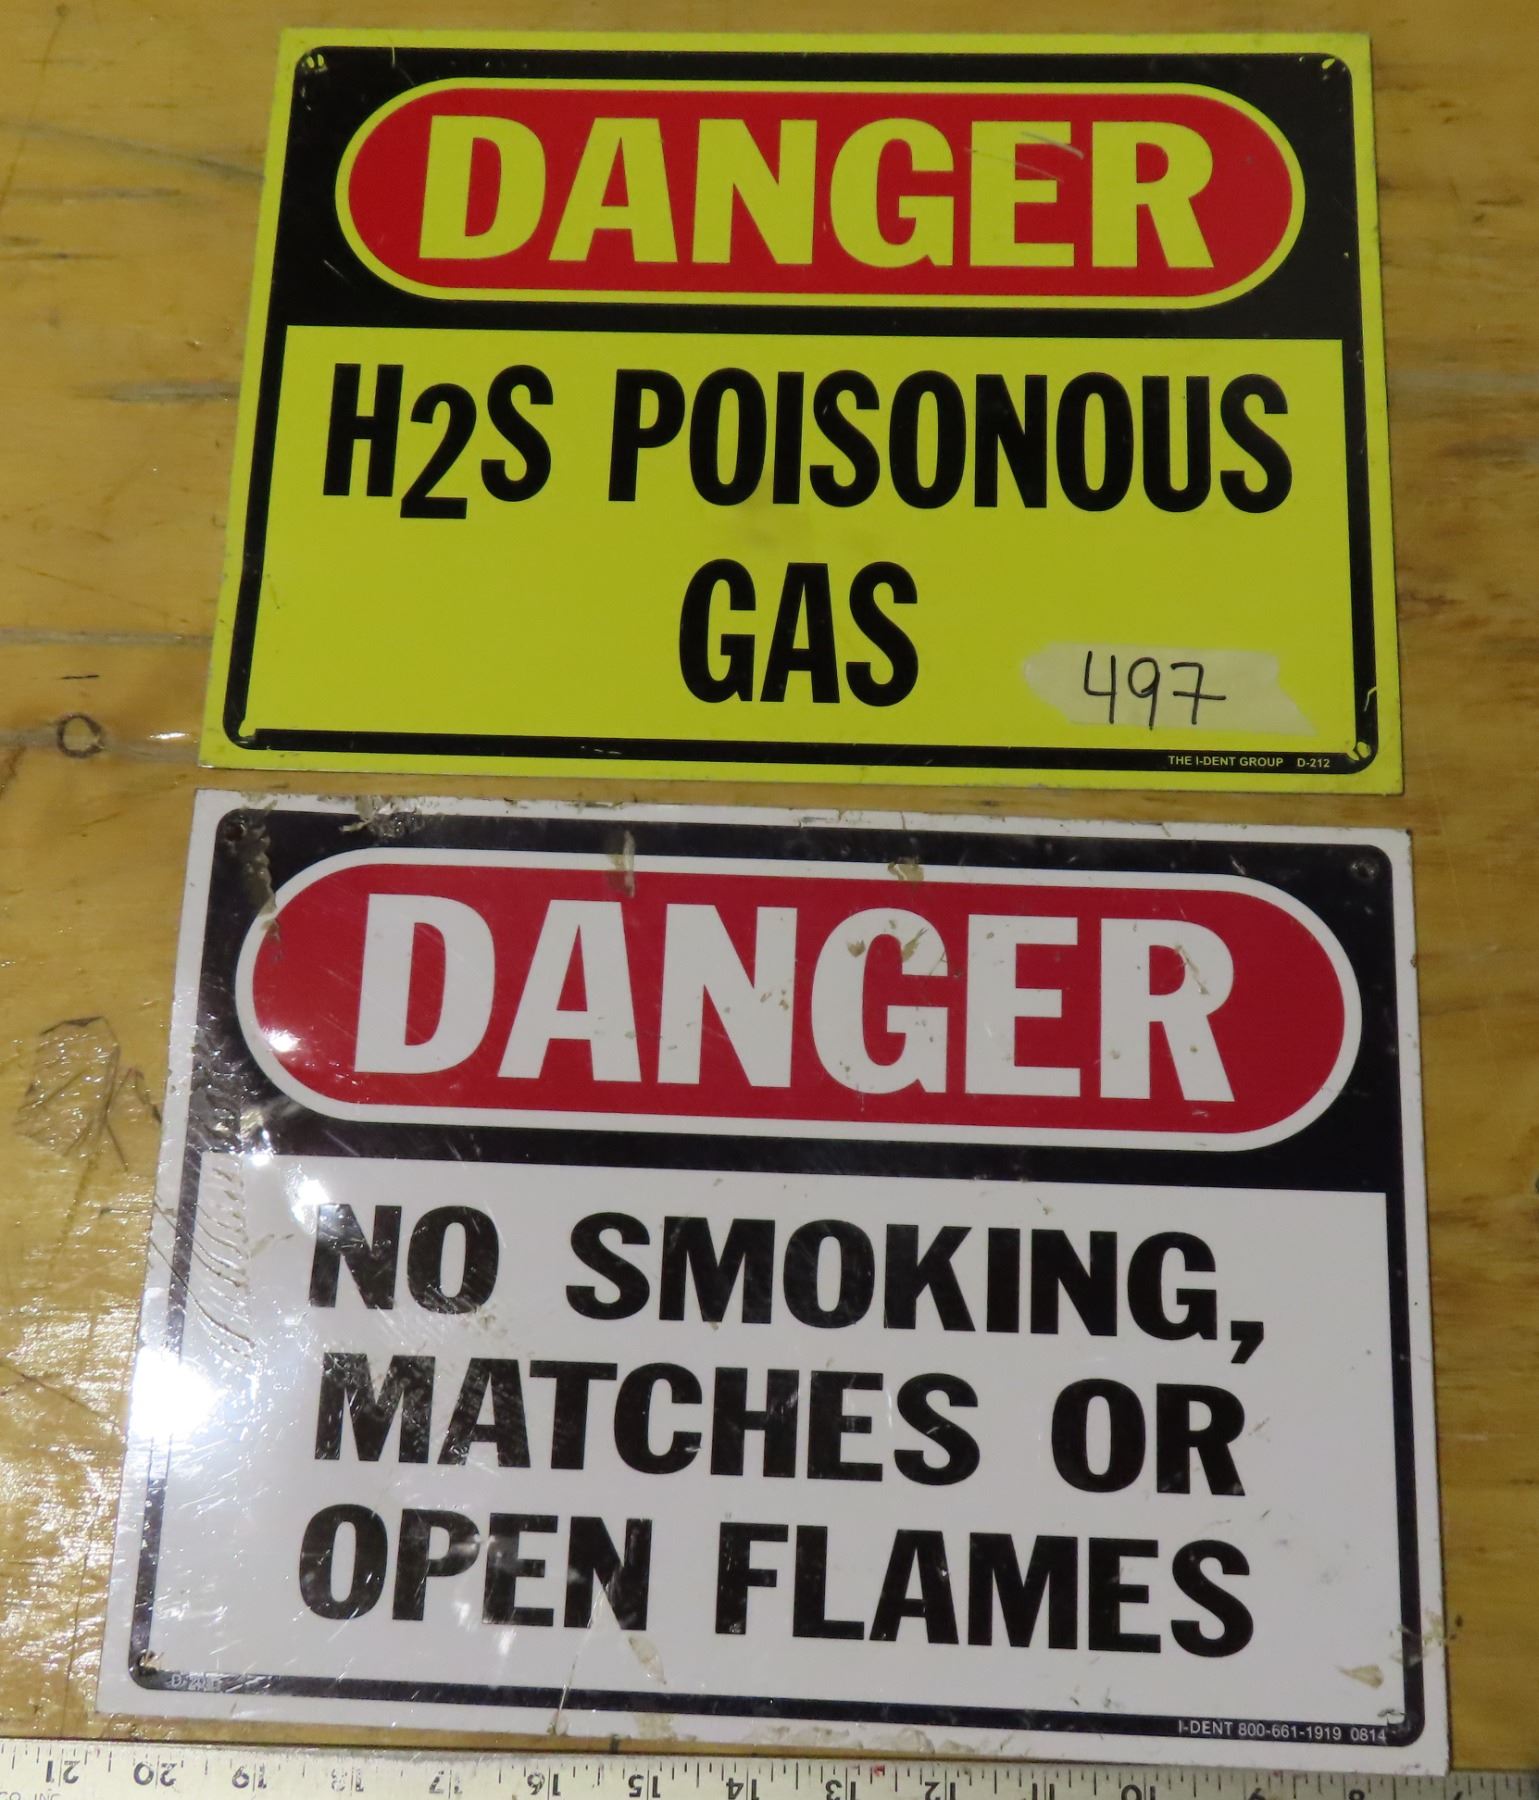 DANGER
H2S POISONOUS
GAS
497
THE I-DENT GROUP D-212
DANGER
NO SMOKING,
MATCHES OR
OPEN FLAMES
I-DENT 800-661-1919 0814
21 20 19 18 17 16 15 14 13 12 11 10 9 8 7